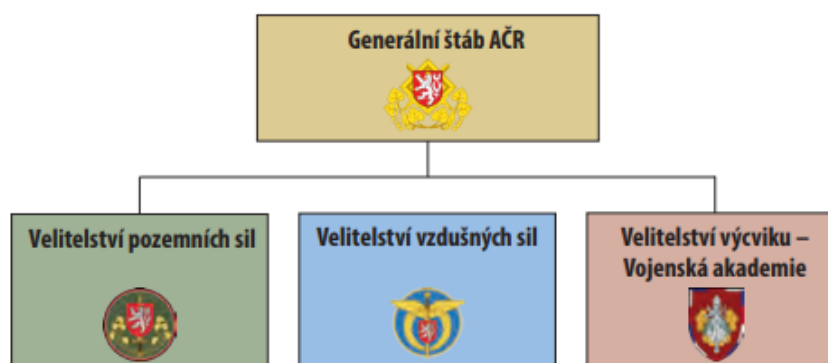 Generální štáb AČR
Velitelství pozemních sil
Velitelství vzdušných sil
Velitelství výcviku –
Vojenská akademie